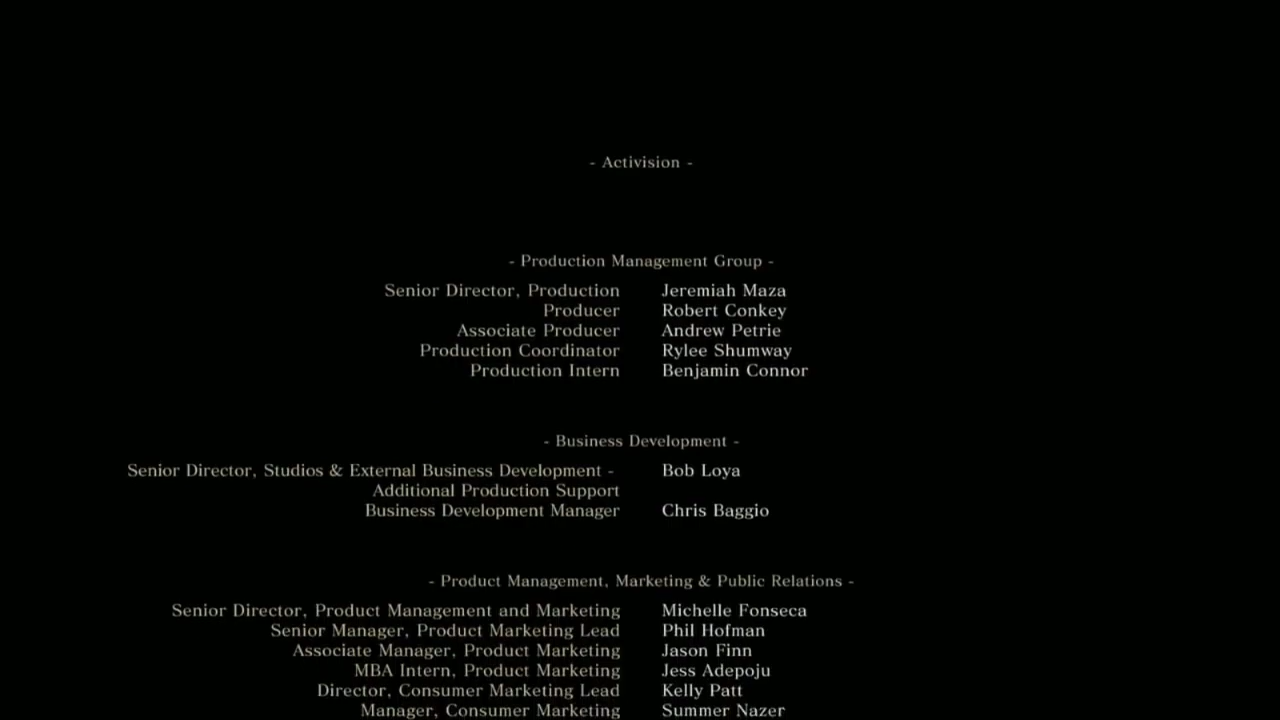 - Activision -
- Production Management Group -
Senior Director, Production Jeremiah Maza
Producer Robert Conkey
Associate Producer Andrew Petrie
Production Coordinator Rylee Shumway
Production Intern Benjamin Connor
- Business Development -
Senior Director, Studios & External Business Development - Bob Loya
Additional Production Support
Business Development Manager Chris Baggio
- Product Management, Marketing & Public Relations -
Senior Director, Product Management and Marketing Michelle Fonseca
Senior Manager, Product Marketing Lead Phil Hofman
Associate Manager, Product Marketing Jason Finn
MBA Intern, Product Marketing Jess Adepoju
Director, Consumer Marketing Lead Kelly Patt
Manager, Consumer Marketing Summer Nazer